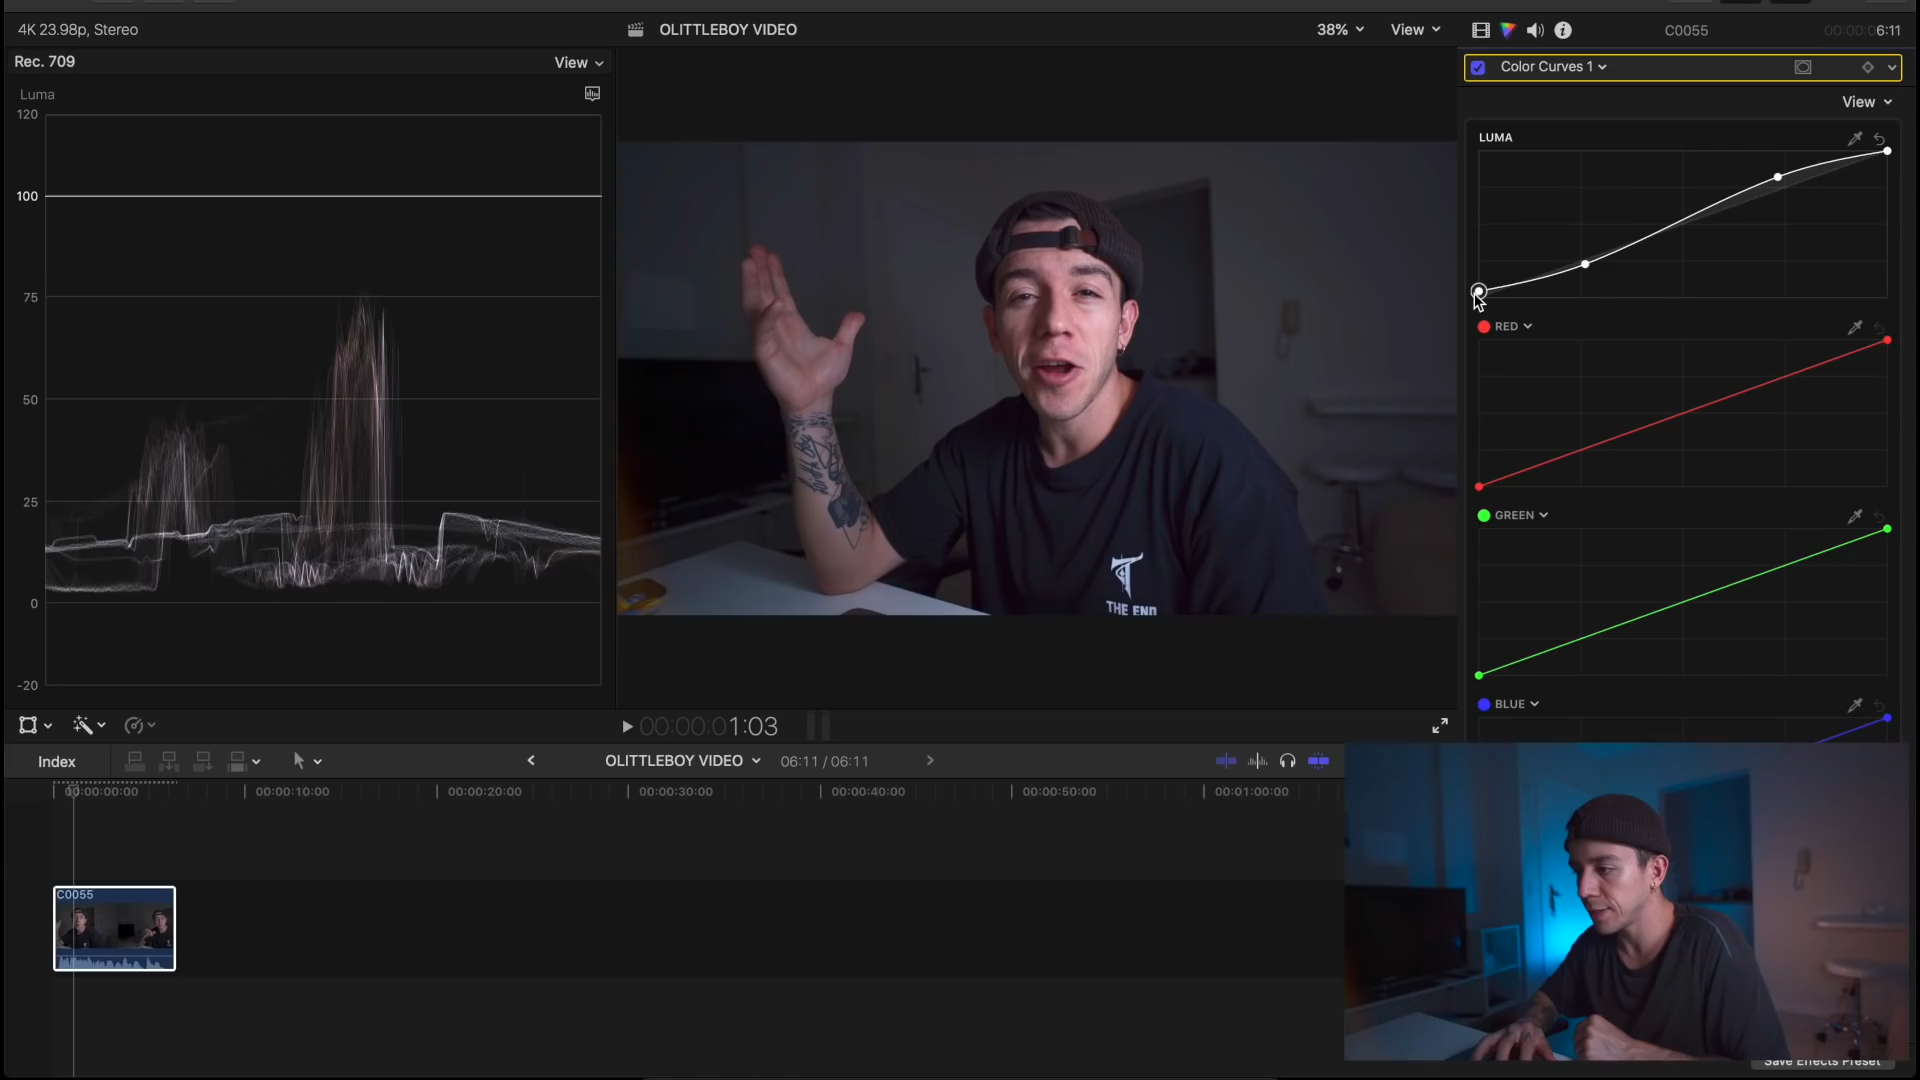 4K 23.98p, Stereo
OLITTLEBOY VIDEO
38%
View
C0055
00:00:06:11
Rec. 709
View
Color Curves 1
View
Luma
120
100
75
50
25
0
-20
LUMA
RED
GREEN
BLUE
THE END
00:00:01:03
Index
OLITTLEBOY VIDEO
06:11 / 06:11
00:00:00:00
00:00:10:00
00:00:20:00
00:00:30:00
00:00:40:00
00:00:50:00
00:01:00:00
C0055
Save Effects Preset